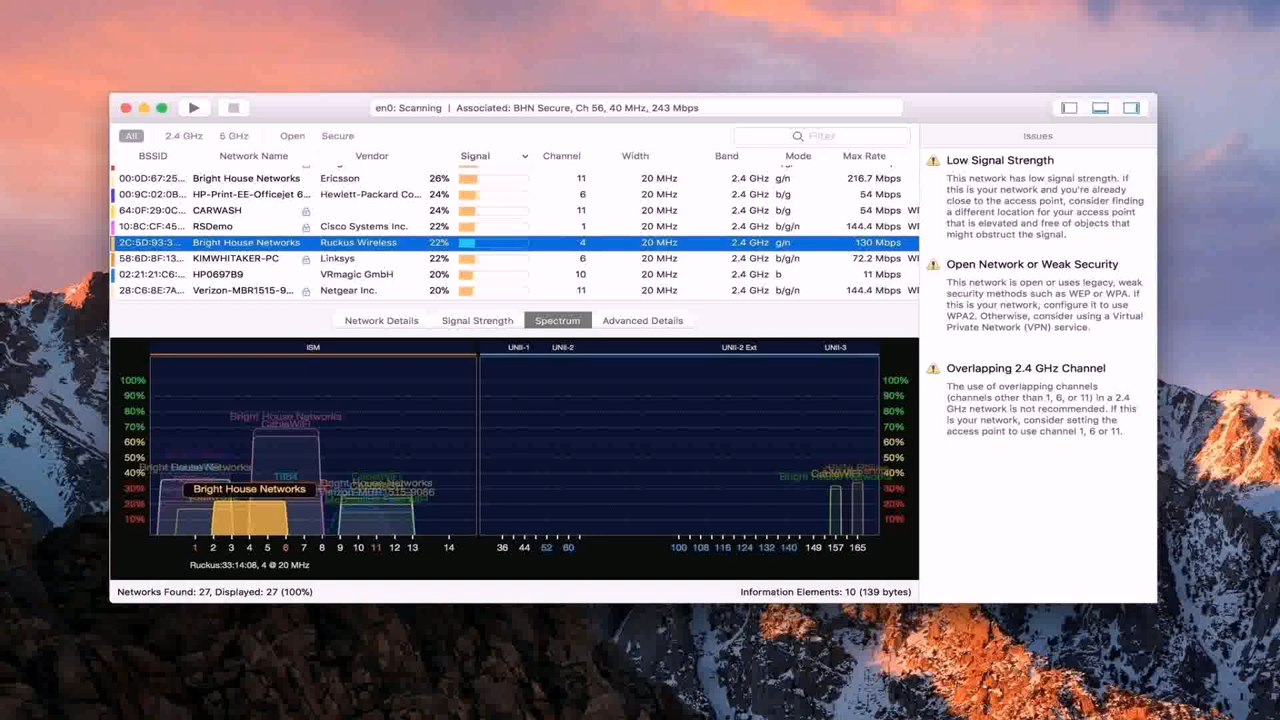 en0: Scanning | Associated: BHN Secure, Ch 56, 40 MHz, 243 Mbps
All 2.4 GHz 5 GHz Open Secure Filter
BSSID Network Name Vendor Signal Channel Width Band Mode Max Rate
00:0D:67:25... Bright House Networks Ericsson 26% 11 20 MHz 2.4 GHz g/n 216.7 Mbps
00:9C:02:0B... HP-Print-EE-Officejet 6... Hewlett-Packard Co... 24% 6 20 MHz 2.4 GHz b/g 54 Mbps
64:0F:29:0C... CARWASH 24% 11 20 MHz 2.4 GHz b/g 54 Mbps
10:8C:CF:45... RSDemo Cisco Systems Inc. 22% 1 20 MHz 2.4 GHz b/g/n 144.4 Mbps
2C:5D:93:3... Bright House Networks Ruckus Wireless 22% 4 20 MHz 2.4 GHz g/n 130 Mbps
58:6D:8F:13... KIMWHITAKER-PC Linksys 22% 6 20 MHz 2.4 GHz b/g/n 72.2 Mbps
02:21:21:C6:... HP0697B9 VRmagic GmbH 20% 10 20 MHz 2.4 GHz b 11 Mbps
28:C6:8E:7A... Verizon-MBR1515-9... Netgear Inc. 20% 11 20 MHz 2.4 GHz b/g/n 144.4 Mbps
Network Details Signal Strength Spectrum Advanced Details
ISM UNII-1 UNII-2 UNII-2 Ext UNII-3
100% 100%
90% 90%
80% 80%
Bright House Networks
CableWiFi
70% 70%
60% 60%
50% 50%
40% 40%
30% Bright House Networks 30%
20% 20%
10% 10%
1 2 3 4 5 6 7 8 9 10 11 12 13 14 36 44 52 60 100 108 116 124 132 140 149 157 165
Ruckus:33:14:08, 4 @ 20 MHz
Networks Found: 27, Displayed: 27 (100%) Information Elements: 10 (139 bytes)
Issues
Low Signal Strength
This network has low signal strength. If
this is your network and you're already
close to the access point, consider finding
a different location for your access point
that is elevated and free of objects that
might obstruct the signal.
Open Network or Weak Security
This network is open or uses legacy, weak
security methods such as WEP or WPA. If
this is your network, configure it to use
WPA2. Otherwise, consider using a Virtual
Private Network (VPN) service.
Overlapping 2.4 GHz Channel
The use of overlapping channels
(channels other than 1, 6, or 11) in a 2.4
GHz network is not recommended. If this
is your network, consider setting the
access point to use channel 1, 6 or 11.